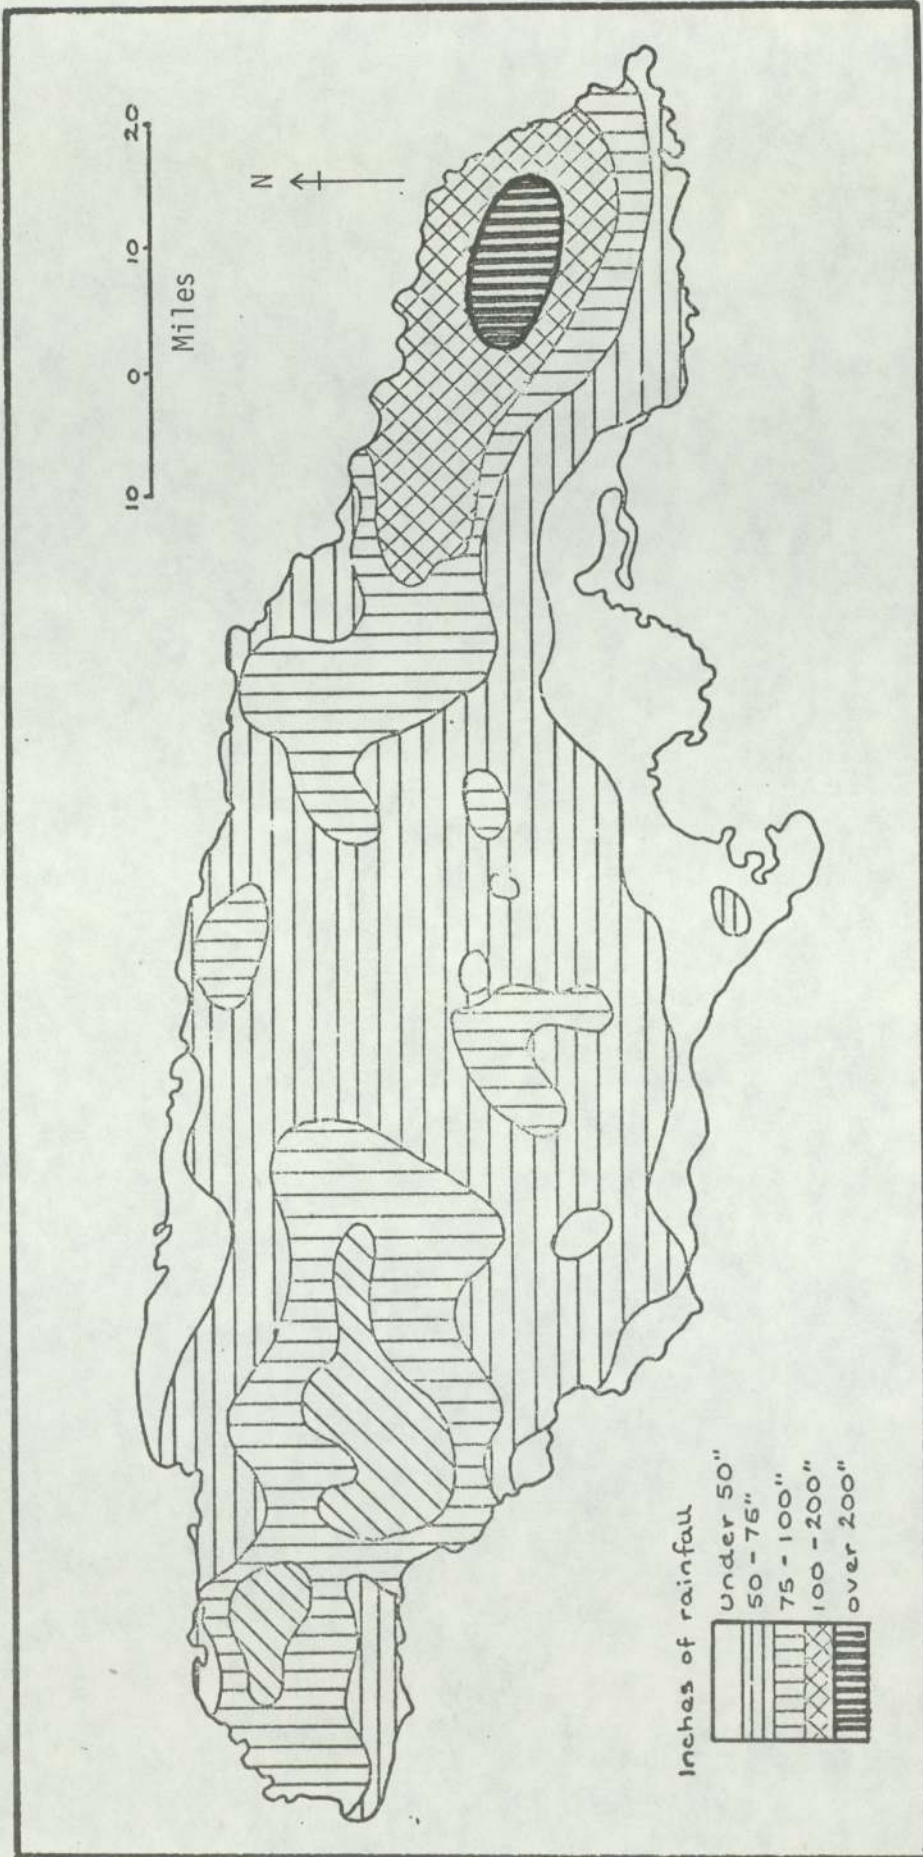 10 0 10 20
Miles
N
Inches of rainfall
Under 50"
50 - 75"
75 - 100"
100 - 200"
over 200"